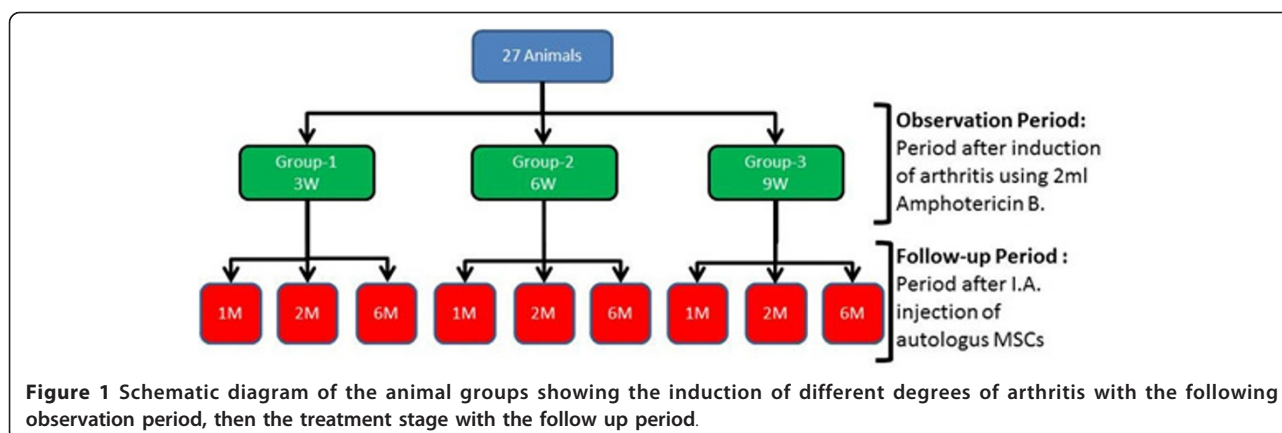 27 Animals
Group-1
3W
Group-2
6W
Group-3
9W
Observation Period:
Period after induction
of arthritis using 2ml
Amphotericin B.
1M
2M
6M
1M
2M
6M
1M
2M
6M
Follow-up Period :
Period after I.A.
injection of
autologus MSCs
Figure 1 Schematic diagram of the animal groups showing the induction of different degrees of arthritis with the following
observation period, then the treatment stage with the follow up period.